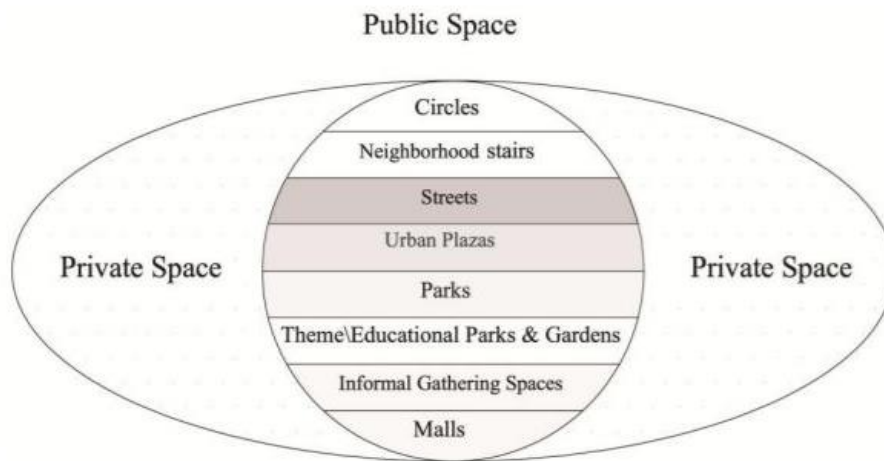 Public Space
Circles
Neighborhood stairs
Streets
Urban Plazas
Private Space
Private Space
Parks
Theme\Educational Parks & Gardens
Informal Gathering Spaces
Malls